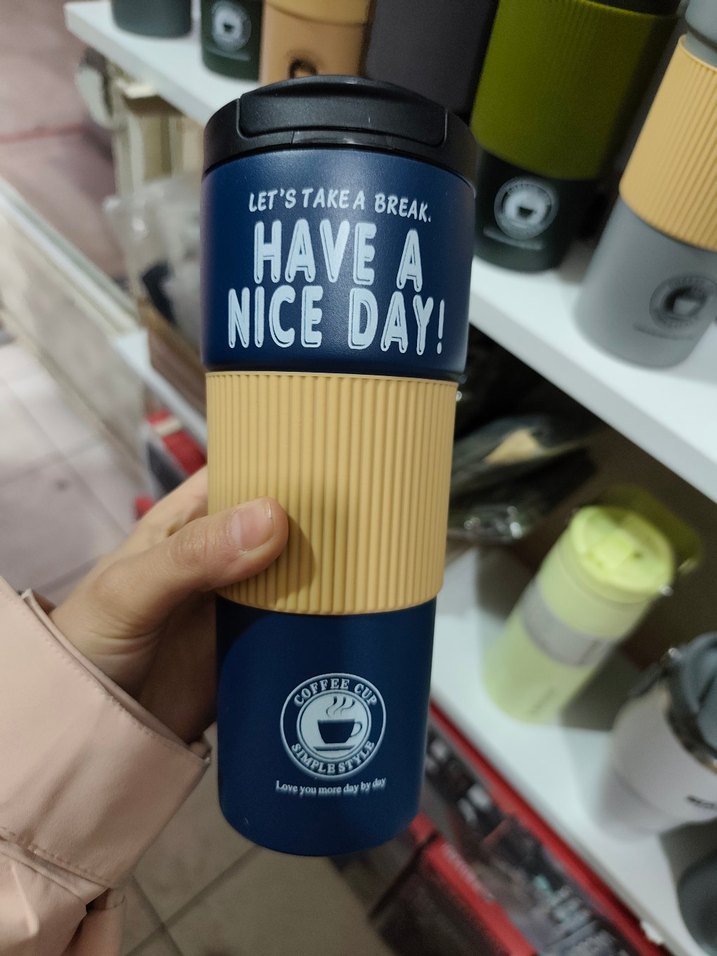 LET'S TAKE A BREAK.
HAVE A
NICE DAY!
COFFEE CUP
SIMPLE STYLE
Love you more day by day